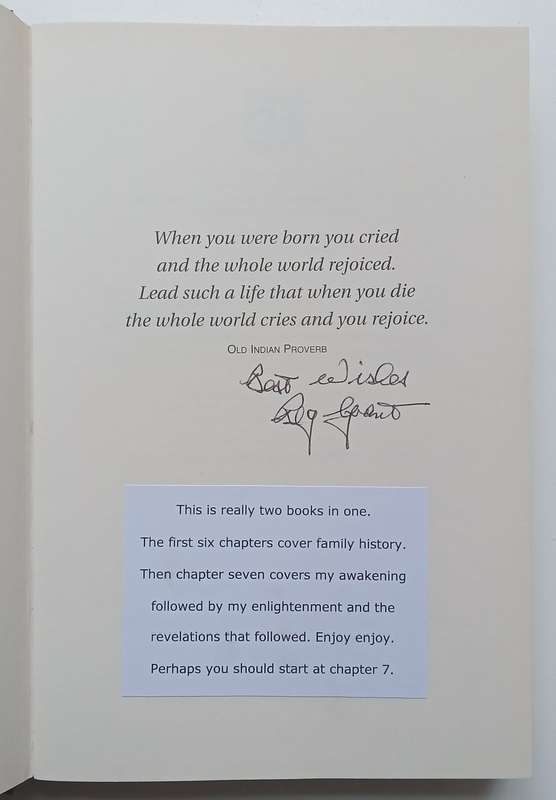 When you were born you cried
and the whole world rejoiced.
Lead such a life that when you die
the whole world cries and you rejoice.
Old Indian Proverb
Best Wishes
Reg Grant
This is really two books in one.
The first six chapters cover family history.
Then chapter seven covers my awakening
followed by my enlightenment and the
revelations that followed. Enjoy enjoy.
Perhaps you should start at chapter 7.